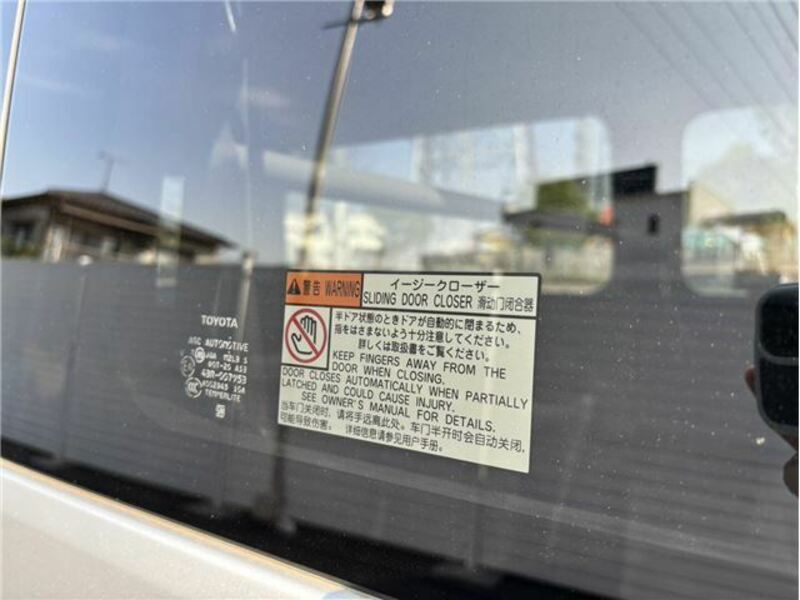 TOYOTA
AGC AUTOMOTIVE
警告 WARNING
イージークローザー
SLIDING DOOR CLOSER 滑动门闭合器
半ドア状態のときドアが自動的に閉まるため、
指をはさまないよう十分注意してください。
詳しくは取扱書をご覧ください。
KEEP FINGERS AWAY FROM THE
DOOR WHEN CLOSING.
DOOR CLOSES AUTOMATICALLY WHEN PARTIALLY
LATCHED AND COULD CAUSE INJURY.
SEE OWNER'S MANUAL FOR DETAILS.
当车门关闭时, 请将手远离此处。车门半开时会自动关闭,
可能导致伤害。 详细信息请参见用户手册。
TEMPERLITE